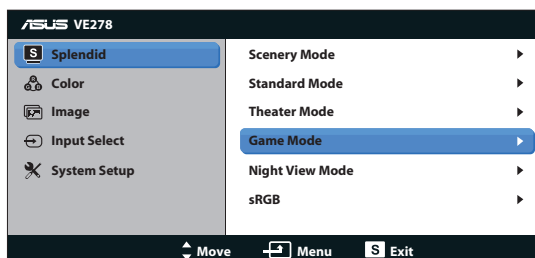 ASUS VE278
S Splendid
Color
Image
Input Select
System Setup
Scenery Mode
Standard Mode
Theater Mode
Game Mode
Night View Mode
sRGB
Move Menu S Exit